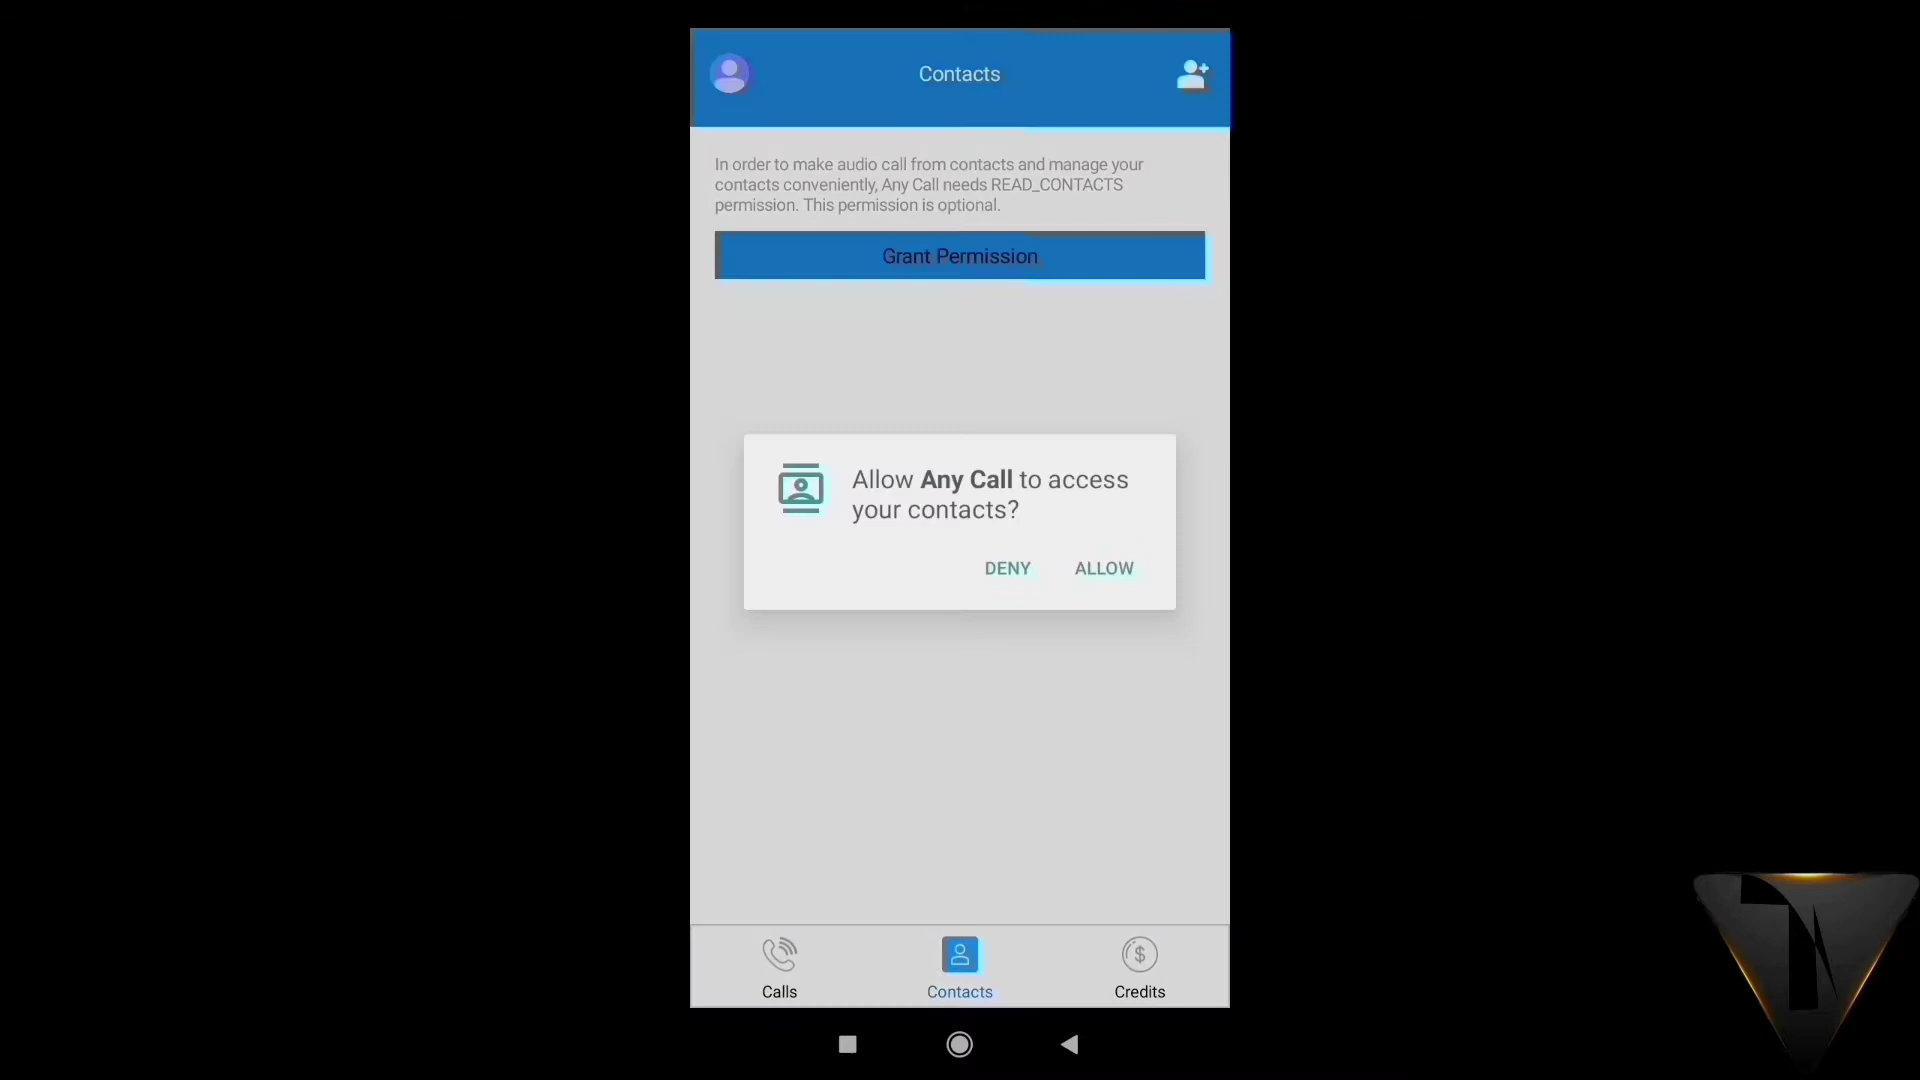 Contacts
In order to make audio call from contacts and manage your
contacts conveniently, Any Call needs READ_CONTACTS
permission. This permission is optional.
Grant Permission
Allow Any Call to access
your contacts?
DENY ALLOW
Calls Contacts Credits